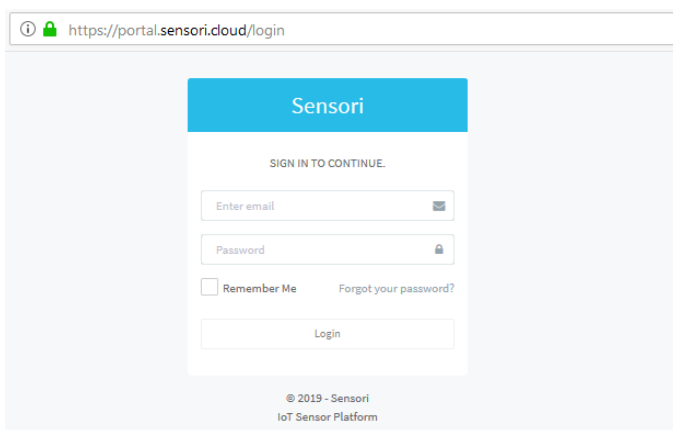 https://portal.sensori.cloud/login
Sensori
SIGN IN TO CONTINUE.
Enter email
Password
Remember Me Forgot your password?
Login
© 2019 - Sensori
IoT Sensor Platform